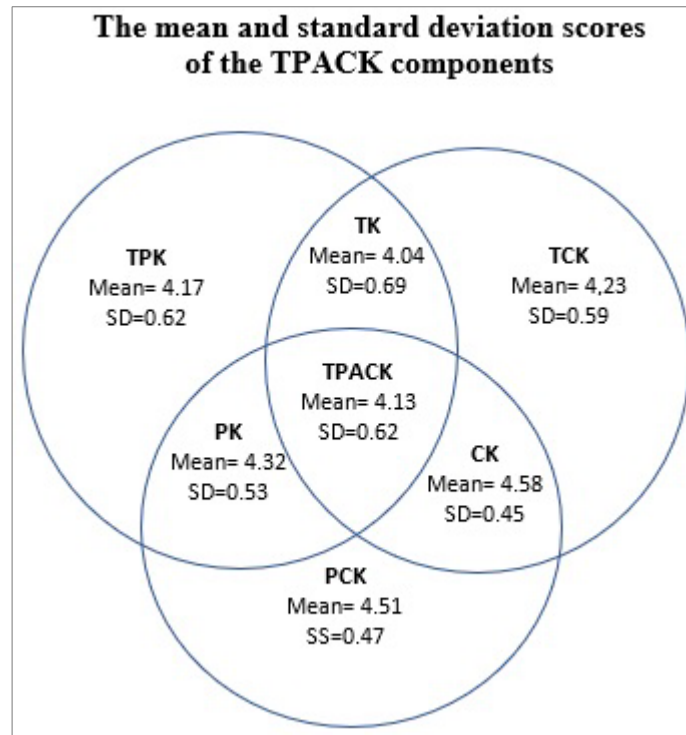 The mean and standard deviation scores
of the TPACK components
TK
Mean= 4.04
SD=0.69
TPK
Mean= 4.17
SD=0.62
TCK
Mean= 4,23
SD=0.59
TPACK
Mean= 4.13
SD=0.62
PK
Mean= 4.32
SD=0.53
CK
Mean= 4.58
SD=0.45
PCK
Mean= 4.51
SS=0.47